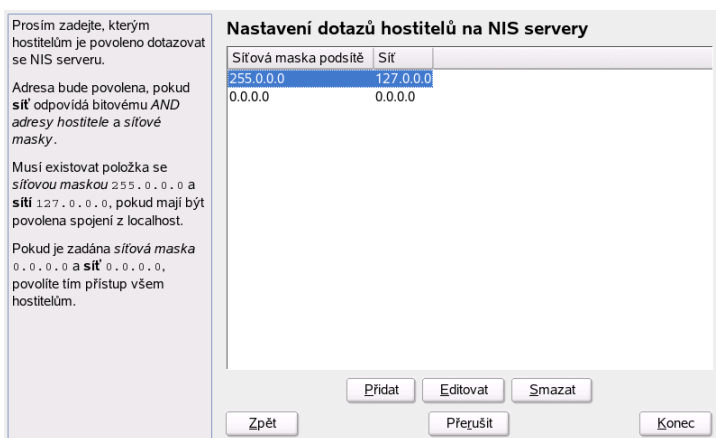 Prosím zadejte, kterým
hostitelům je povoleno dotazovat
se NIS serveru.
Adresa bude povolena, pokud
síť odpovídá bitovému AND
adresy hostitele a síťové
masky.
Musí existovat položka se
síťovou maskou 255.0.0.0 a
sítí 127.0.0.0, pokud mají být
povolena spojení z localhost.
Pokud je zadána síťová maska
0.0.0.0 a síť 0.0.0.0,
povolíte tím přístup všem
hostitelům.
Nastavení dotazů hostitelů na NIS servery
Síťová maska podsítě Síť
255.0.0.0 127.0.0.0
0.0.0.0 0.0.0.0
Přidat Editovat Smazat
Zpět Přerušit Konec